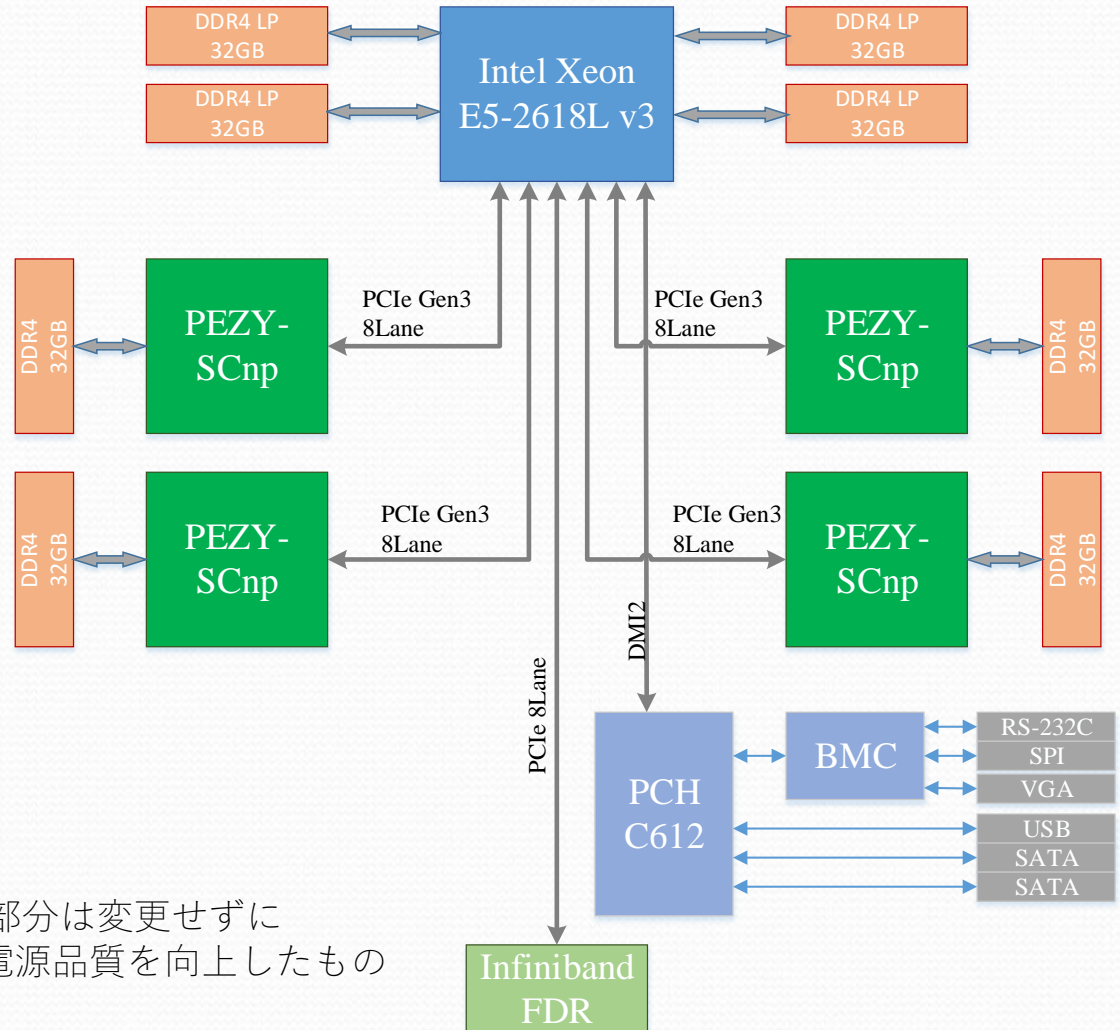 DDR4 LP
32GB
DDR4 LP
32GB
Intel Xeon
E5-2618L v3
DDR4 LP
32GB
DDR4 LP
32GB
DDR4
32GB
PEZY-
SCnp
PCIe Gen3
8Lane
PCIe Gen3
8Lane
PEZY-
SCnp
DDR4
32GB
DDR4
32GB
PEZY-
SCnp
PCIe Gen3
8Lane
PCIe Gen3
8Lane
PEZY-
SCnp
DDR4
32GB
PCIe 8Lane
DMI2
PCH
C612
BMC
RS-232C
SPI
VGA
USB
SATA
SATA
部分は変更せずに
電源品質を向上したもの
Infiniband
FDR